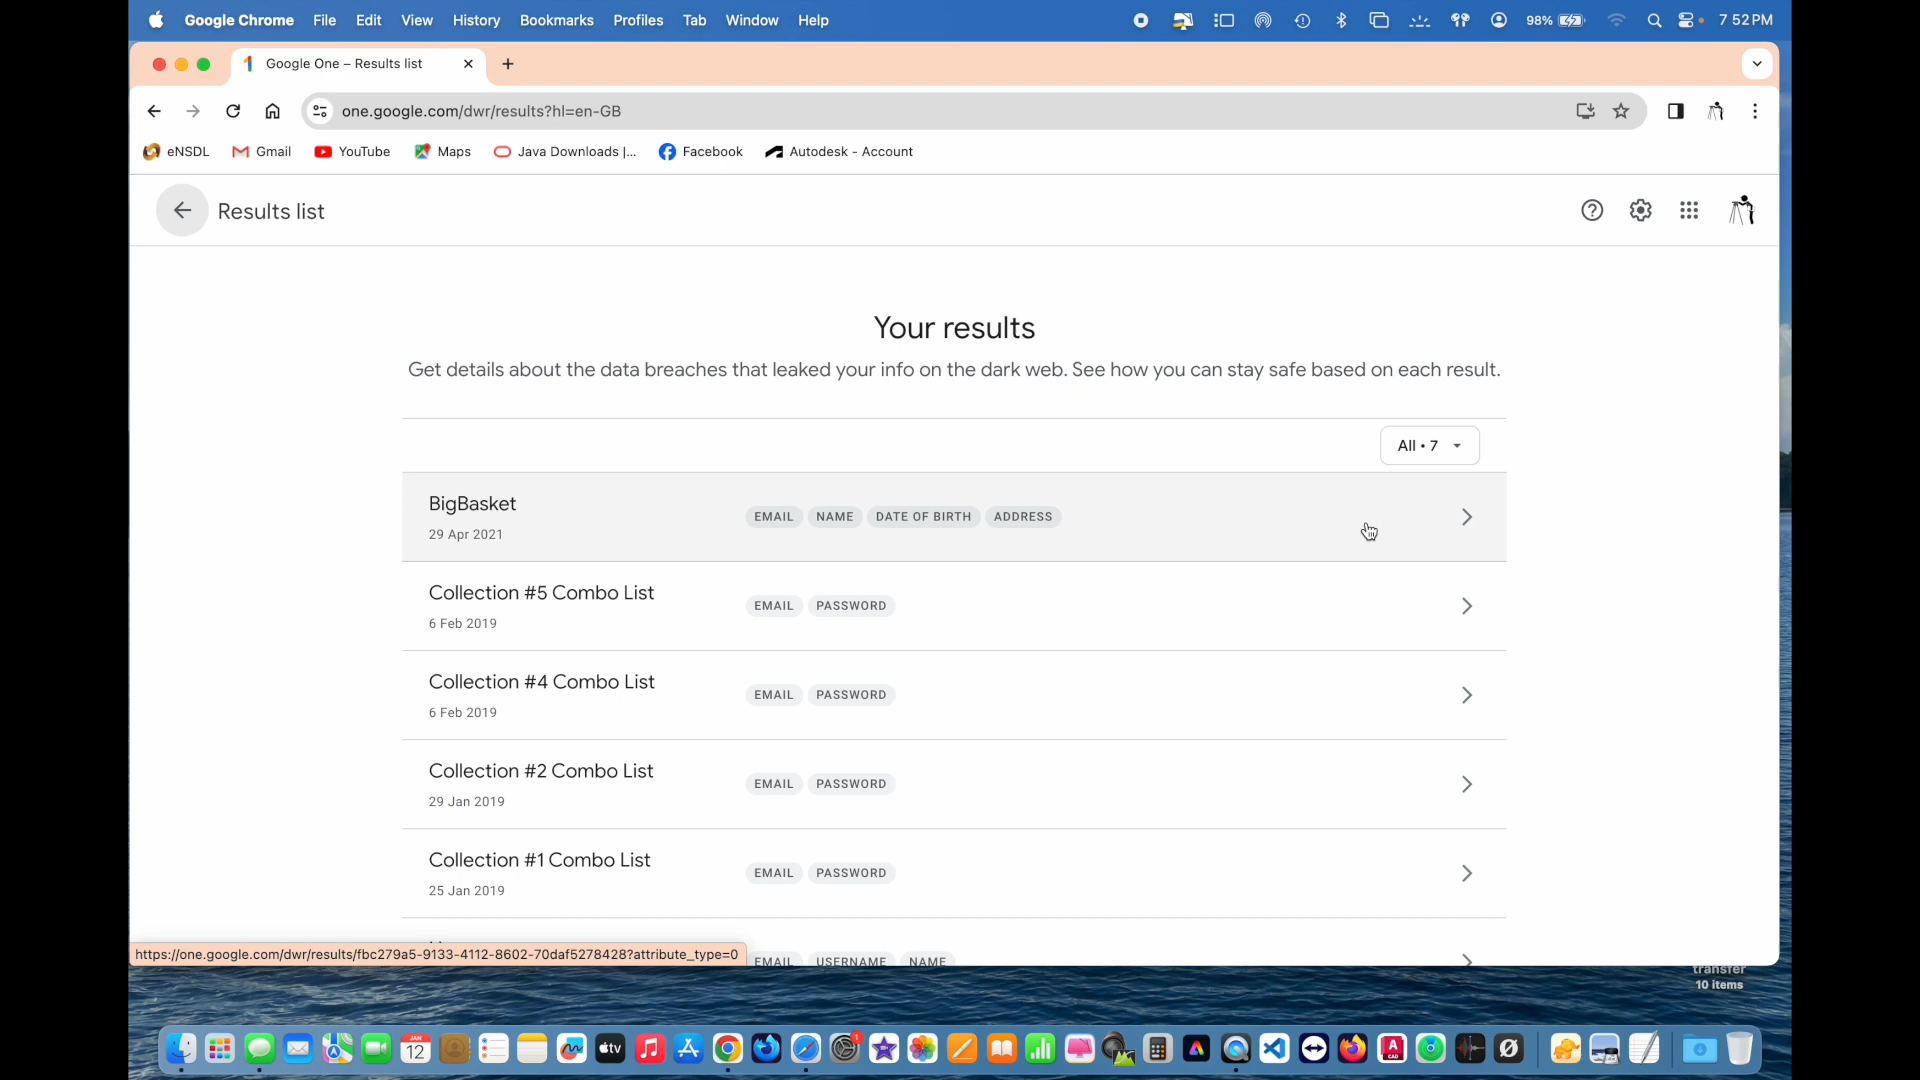 Google Chrome File Edit View History Bookmarks Profiles Tab Window Help 98% 7 52 PM
Google One – Results list
one.google.com/dwr/results?hl=en-GB
eNSDL Gmail YouTube Maps Java Downloads |... Facebook Autodesk - Account
Results list
Your results
Get details about the data breaches that leaked your info on the dark web. See how you can stay safe based on each result.
All • 7
BigBasket
EMAIL NAME DATE OF BIRTH ADDRESS
29 Apr 2021
Collection #5 Combo List
EMAIL PASSWORD
6 Feb 2019
Collection #4 Combo List
EMAIL PASSWORD
6 Feb 2019
Collection #2 Combo List
EMAIL PASSWORD
29 Jan 2019
Collection #1 Combo List
EMAIL PASSWORD
25 Jan 2019
https://one.google.com/dwr/results/fbc279a5-9133-4112-8602-70daf5278428?attribute_type=0
EMAIL USERNAME NAME
transfer
10 items
JAN
12
tv
1
A
CAD